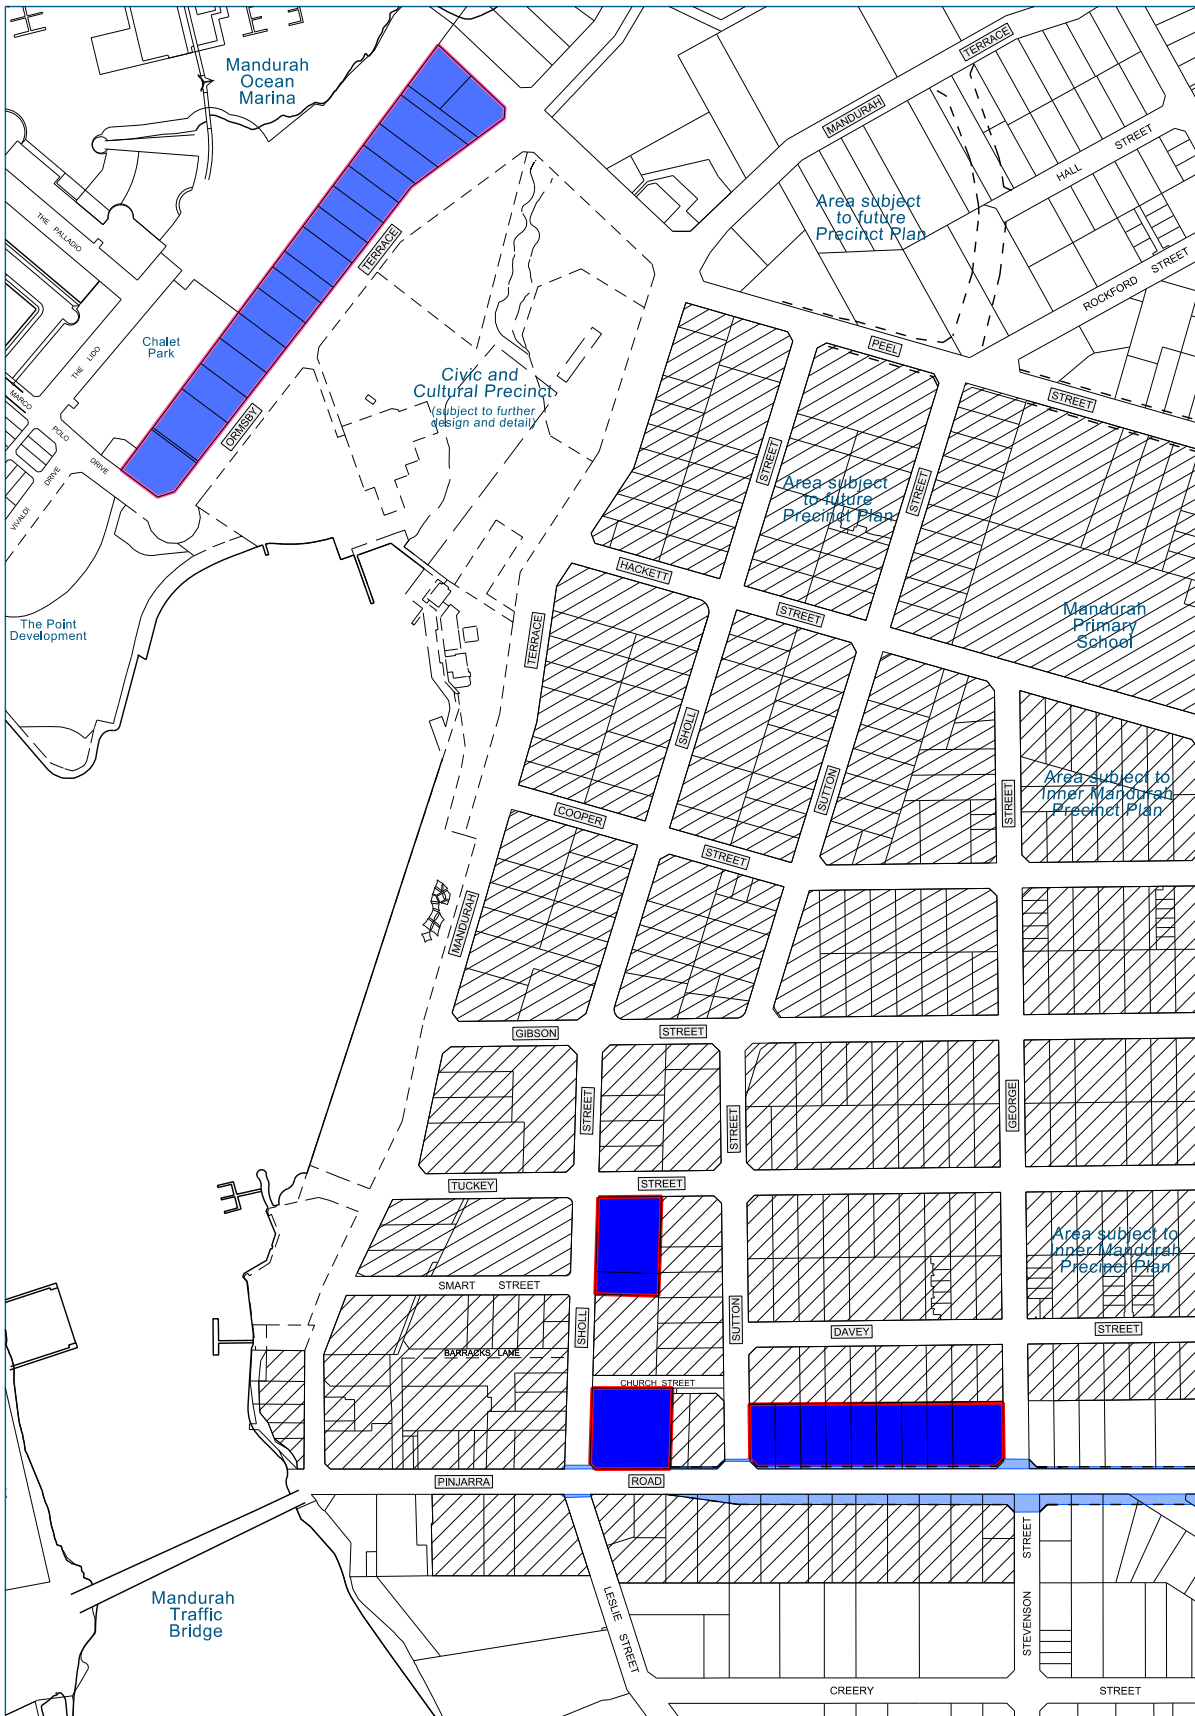 Mandurah
Ocean
Marina
TERRACE
MANDURAH
STREET
HALL
Area subject
to future
Precinct Plan
STREET
ROCKFORD
THE PALLADIO
TERRACE
Chalet
Park
THE LIDO
PEEL
Civic and
Cultural Precinct
(subject to further
design and detail)
STREET
MARCO
POLO
DRIVE
ORMSBY
VIVALDI
DRIVE
STREET
STREET
Area subject
to future
Precinct Plan
HACKETT
STREET
Mandurah
Primary
School
The Point
Development
TERRACE
SHOLL
SUTTON
STREET
Area subject to
Inner Mandurah
Precinct Plan
COOPER
STREET
MANDURAH
GIBSON
STREET
STREET
STREET
GEORGE
TUCKEY
STREET
Area subject to
Inner Mandurah
Precinct Plan
SMART STREET
SHOLL
SUTTON
DAVEY
STREET
BARRACKS LANE
CHURCH STREET
PINJARRA
ROAD
STREET
STEVENSON
LESLIE STREET
Mandurah
Traffic
Bridge
CREERY
STREET